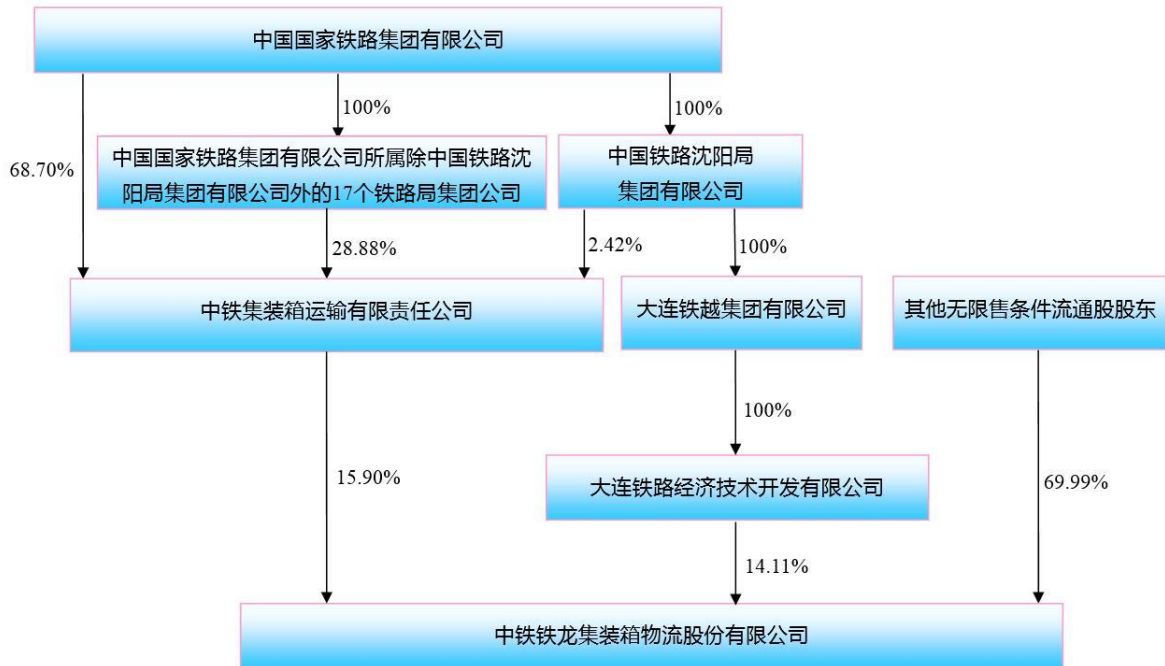 中国国家铁路集团有限公司
100%
100%
68.70%
中国国家铁路集团有限公司所属除中国铁路沈
阳局集团有限公司外的17个铁路局集团公司
中国铁路沈阳局
集团有限公司
28.88%
2.42%
100%
中铁集装箱运输有限责任公司
大连铁越集团有限公司
其他无限售条件流通股股东
100%
15.90%
大连铁路经济技术开发有限公司
69.99%
14.11%
中铁铁龙集装箱物流股份有限公司